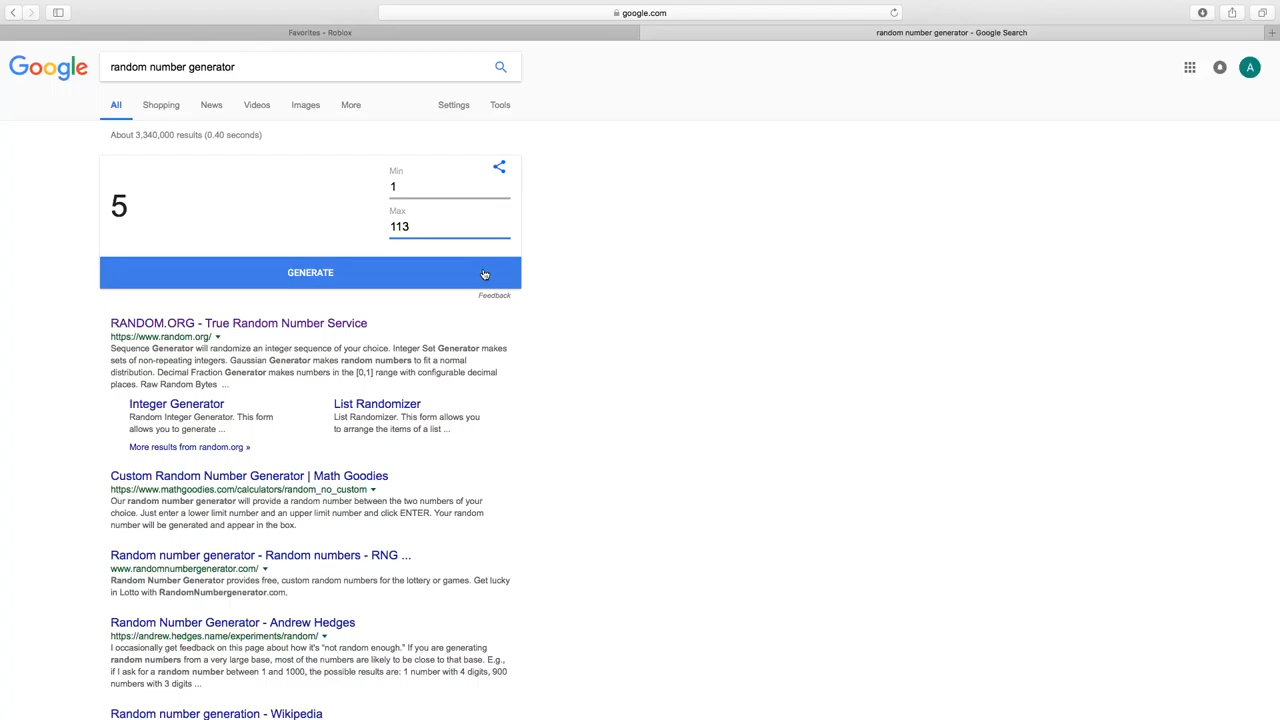 google.com
Favorites - Roblox
random number generator - Google Search
Google
random number generator
A
All Shopping News Videos Images More Settings Tools
About 3,340,000 results (0.40 seconds)
5
Min
1
Max
113
GENERATE
Feedback
RANDOM.ORG - True Random Number Service
https://www.random.org/
Sequence Generator will randomize an integer sequence of your choice. Integer Set Generator makes
sets of non-repeating integers. Gaussian Generator makes random numbers to fit a normal
distribution. Decimal Fraction Generator makes numbers in the [0,1] range with configurable decimal
places. Raw Random Bytes ...
Integer Generator
Random Integer Generator. This form
allows you to generate ...
List Randomizer
List Randomizer. This form allows you
to arrange the items of a list ...
More results from random.org »
Custom Random Number Generator | Math Goodies
https://www.mathgoodies.com/calculators/random_no_custom
Our random number generator will provide a random number between the two numbers of your
choice. Just enter a lower limit number and an upper limit number and click ENTER. Your random
number will be generated and appear in the box.
Random number generator - Random numbers - RNG ...
www.randomnumbergenerator.com/
Random Number Generator provides free, custom random numbers for the lottery or games. Get lucky
in Lotto with RandomNumbergenerator.com.
Random Number Generator - Andrew Hedges
https://andrew.hedges.name/experiments/random/
I occasionally get feedback on this page about how it's "not random enough." If you are generating
random numbers from a very large base, most of the numbers are likely to be close to that base. E.g.,
if I ask for a random number between 1 and 1000, the possible results are: 1 number with 4 digits, 900
numbers with 3 digits ...
Random number generation - Wikipedia